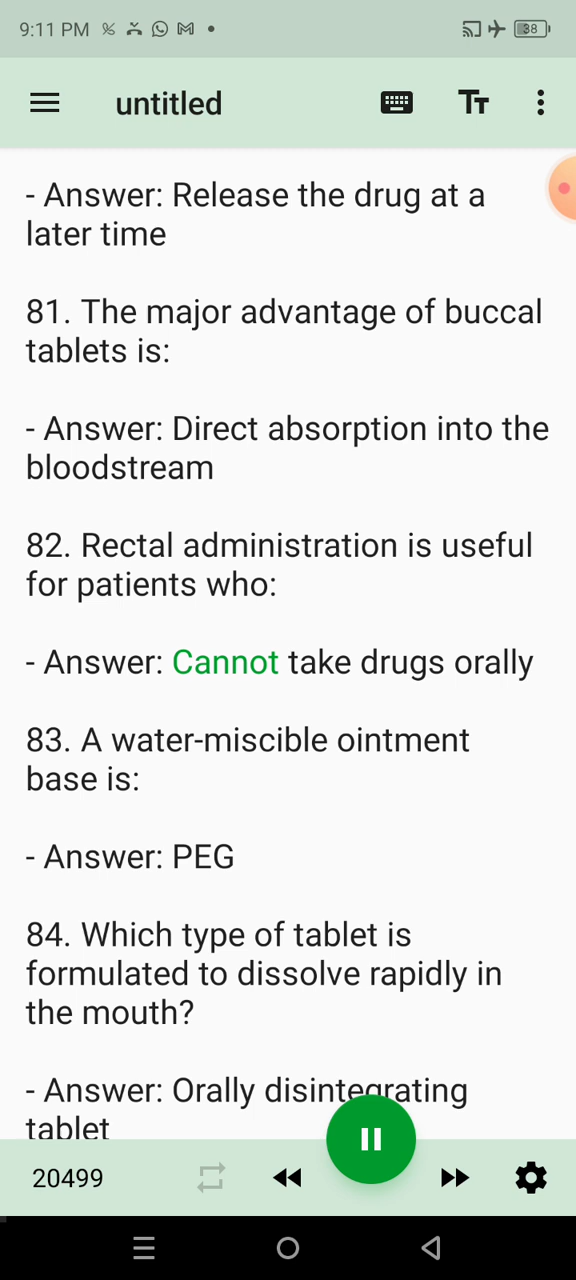 9:11 PM
38
untitled
- Answer: Release the drug at a
later time
81. The major advantage of buccal
tablets is:
- Answer: Direct absorption into the
bloodstream
82. Rectal administration is useful
for patients who:
- Answer: Cannot take drugs orally
83. A water-miscible ointment
base is:
- Answer: PEG
84. Which type of tablet is
formulated to dissolve rapidly in
the mouth?
- Answer: Orally disintegrating
tablet
20499